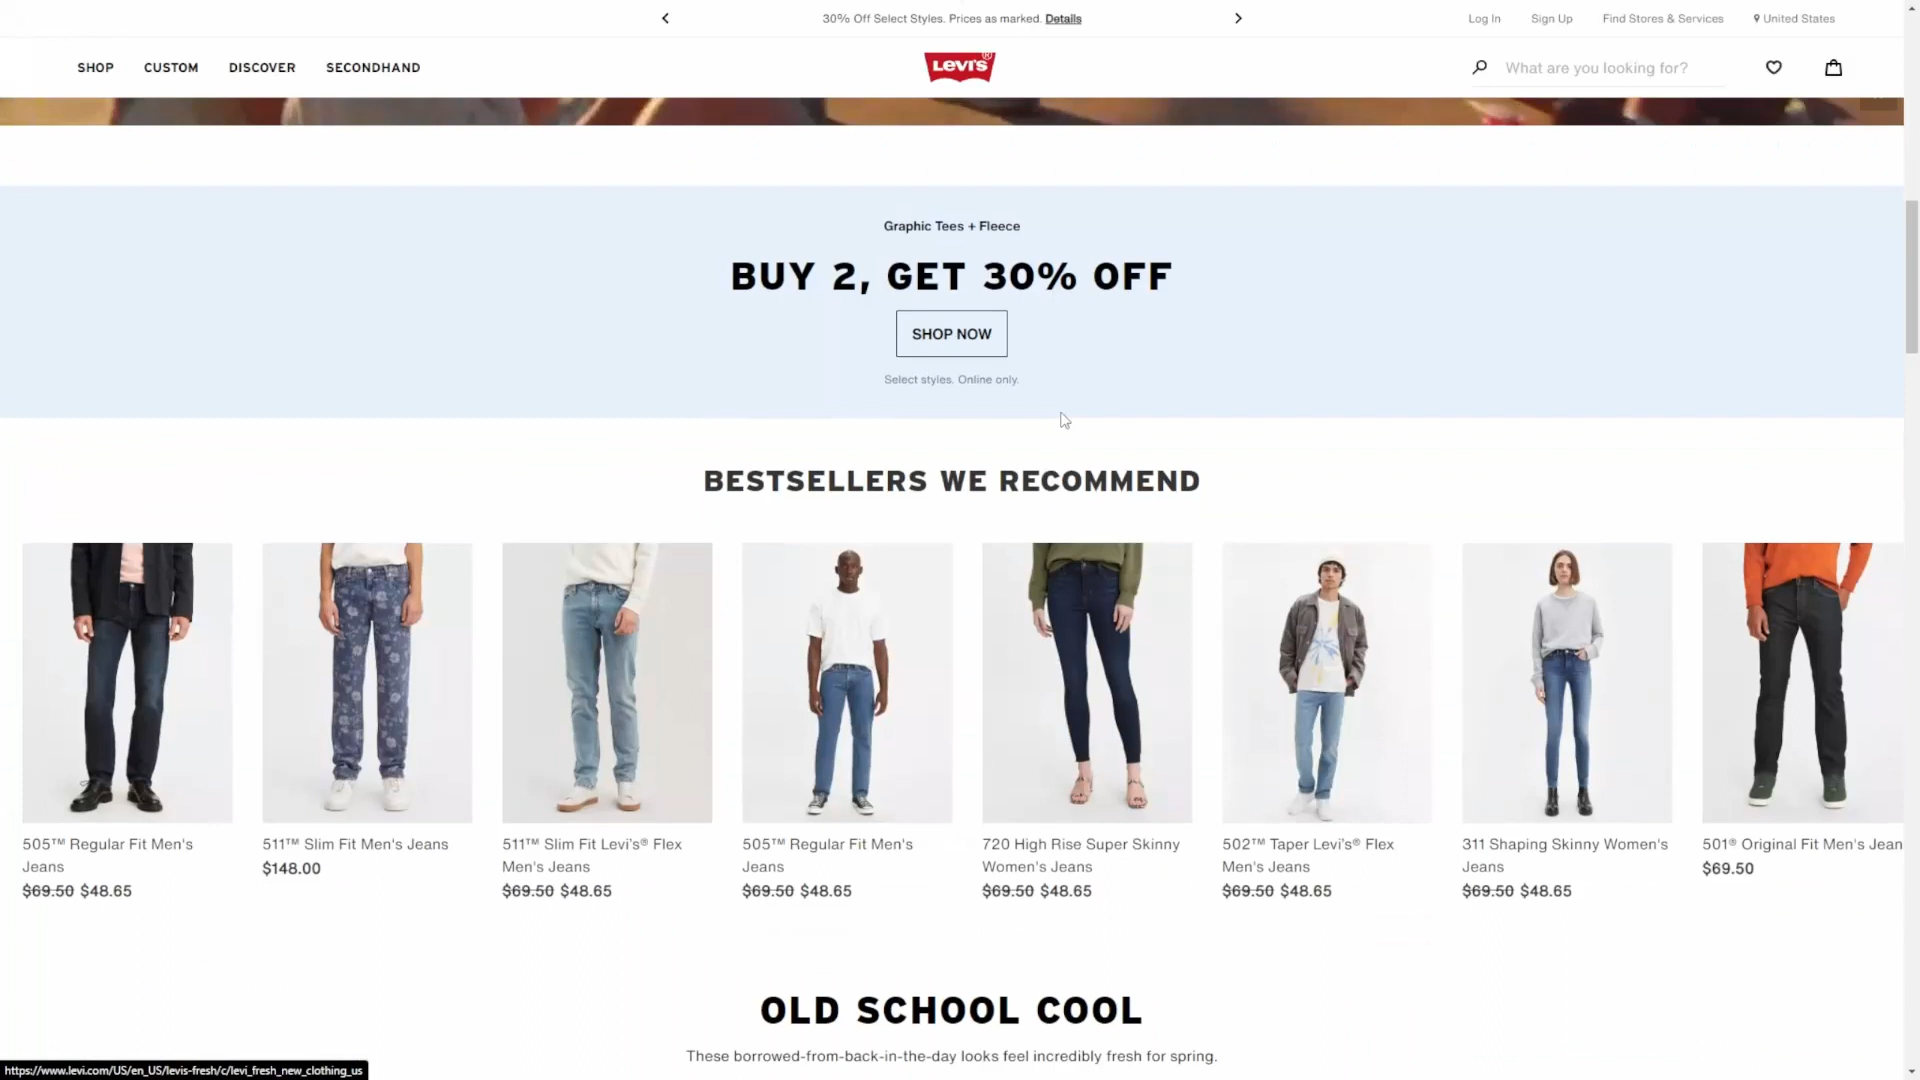 30% Off Select Styles. Prices as marked. Details
Log In
Sign Up
Find Stores & Services
United States
SHOP
CUSTOM
DISCOVER
SECONDHAND
LEVI'S®
What are you looking for?
Graphic Tees + Fleece
BUY 2, GET 30% OFF
SHOP NOW
Select styles. Online only.
BESTSELLERS WE RECOMMEND
505™ Regular Fit Men's
Jeans
$69.50 $48.65
511™ Slim Fit Men's Jeans
$148.00
511™ Slim Fit Levi's® Flex
Men's Jeans
$69.50 $48.65
505™ Regular Fit Men's
Jeans
$69.50 $48.65
720 High Rise Super Skinny
Women's Jeans
$69.50 $48.65
502™ Taper Levi's® Flex
Men's Jeans
$69.50 $48.65
311 Shaping Skinny Women's
Jeans
$69.50 $48.65
501® Original Fit Men's Jean
$69.50
OLD SCHOOL COOL
These borrowed-from-back-in-the-day looks feel incredibly fresh for spring.
https://www.levi.com/US/en_US/levis-fresh/c/levi_fresh_new_clothing_us